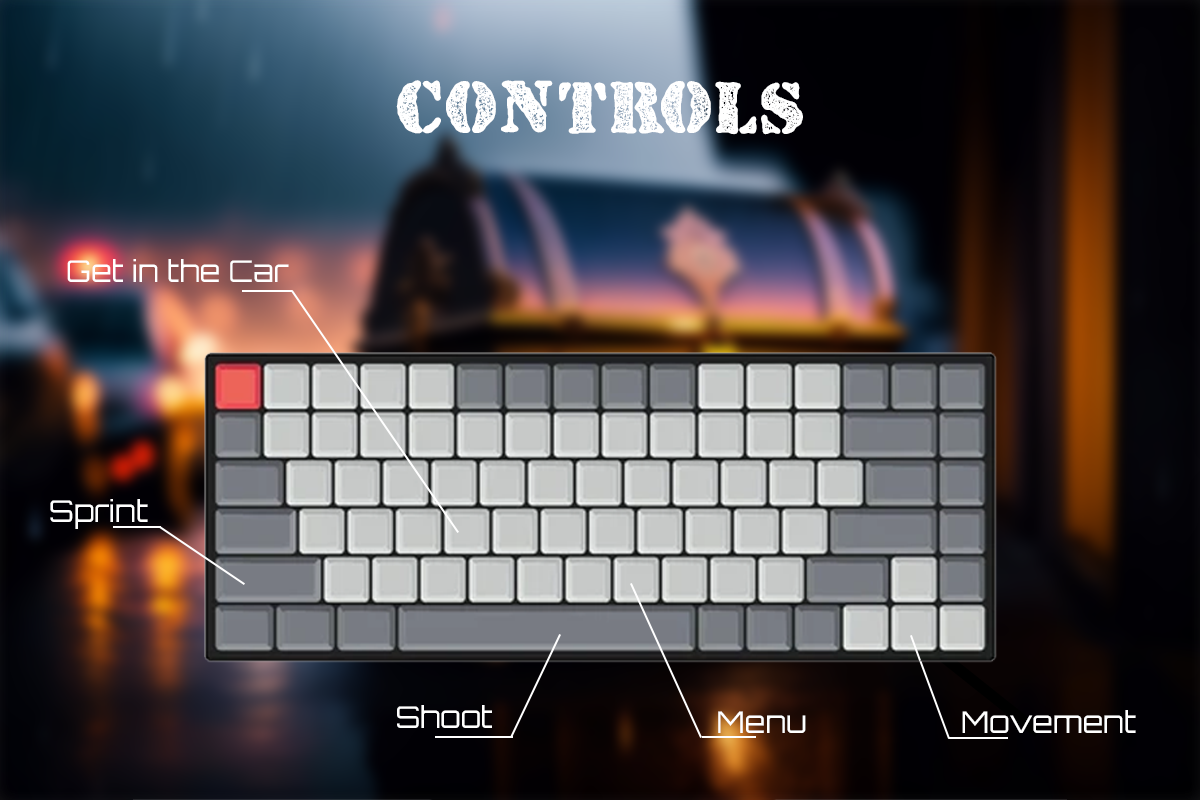 CONTROLS
Get in the Car
Sprint
Shoot
Menu
Movement